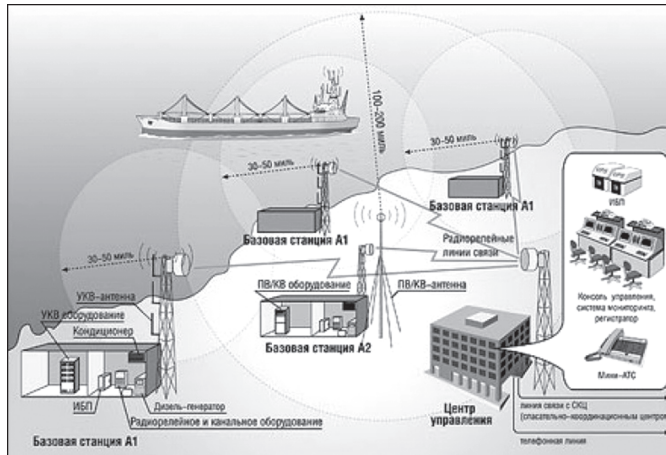 100–200 миль
30–50 миль
30–50 миль
Базовая станция А1
Базовая станция А1
ИБП
Радиорелейные
линии связи
30–50 миль
Консоль управления,
система мониторинга,
регистратор
УКВ-антенна
ПВ/КВ оборудование
ПВ/КВ-антенна
УКВ оборудование
Кондиционер
Мини-АТС
Базовая станция А2
ИБП
Дизель-генератор
Радиорелейное и канальное оборудование
Базовая станция А1
Центр
управления
линия связи с СКЦ
(спасательно-координационным центром)
телефонная линия